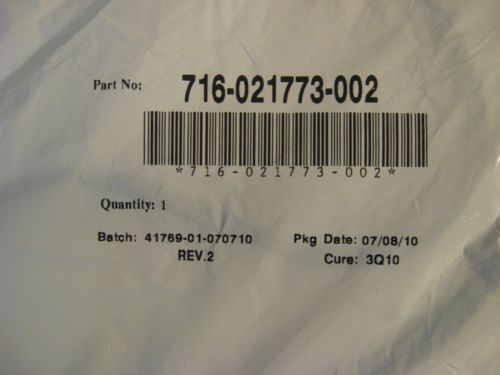 Part No: 716-021773-002
*716-021773-002*
Quantity: 1
Batch: 41769-01-070710 Pkg Date: 07/08/10
REV.2 Cure: 3Q10